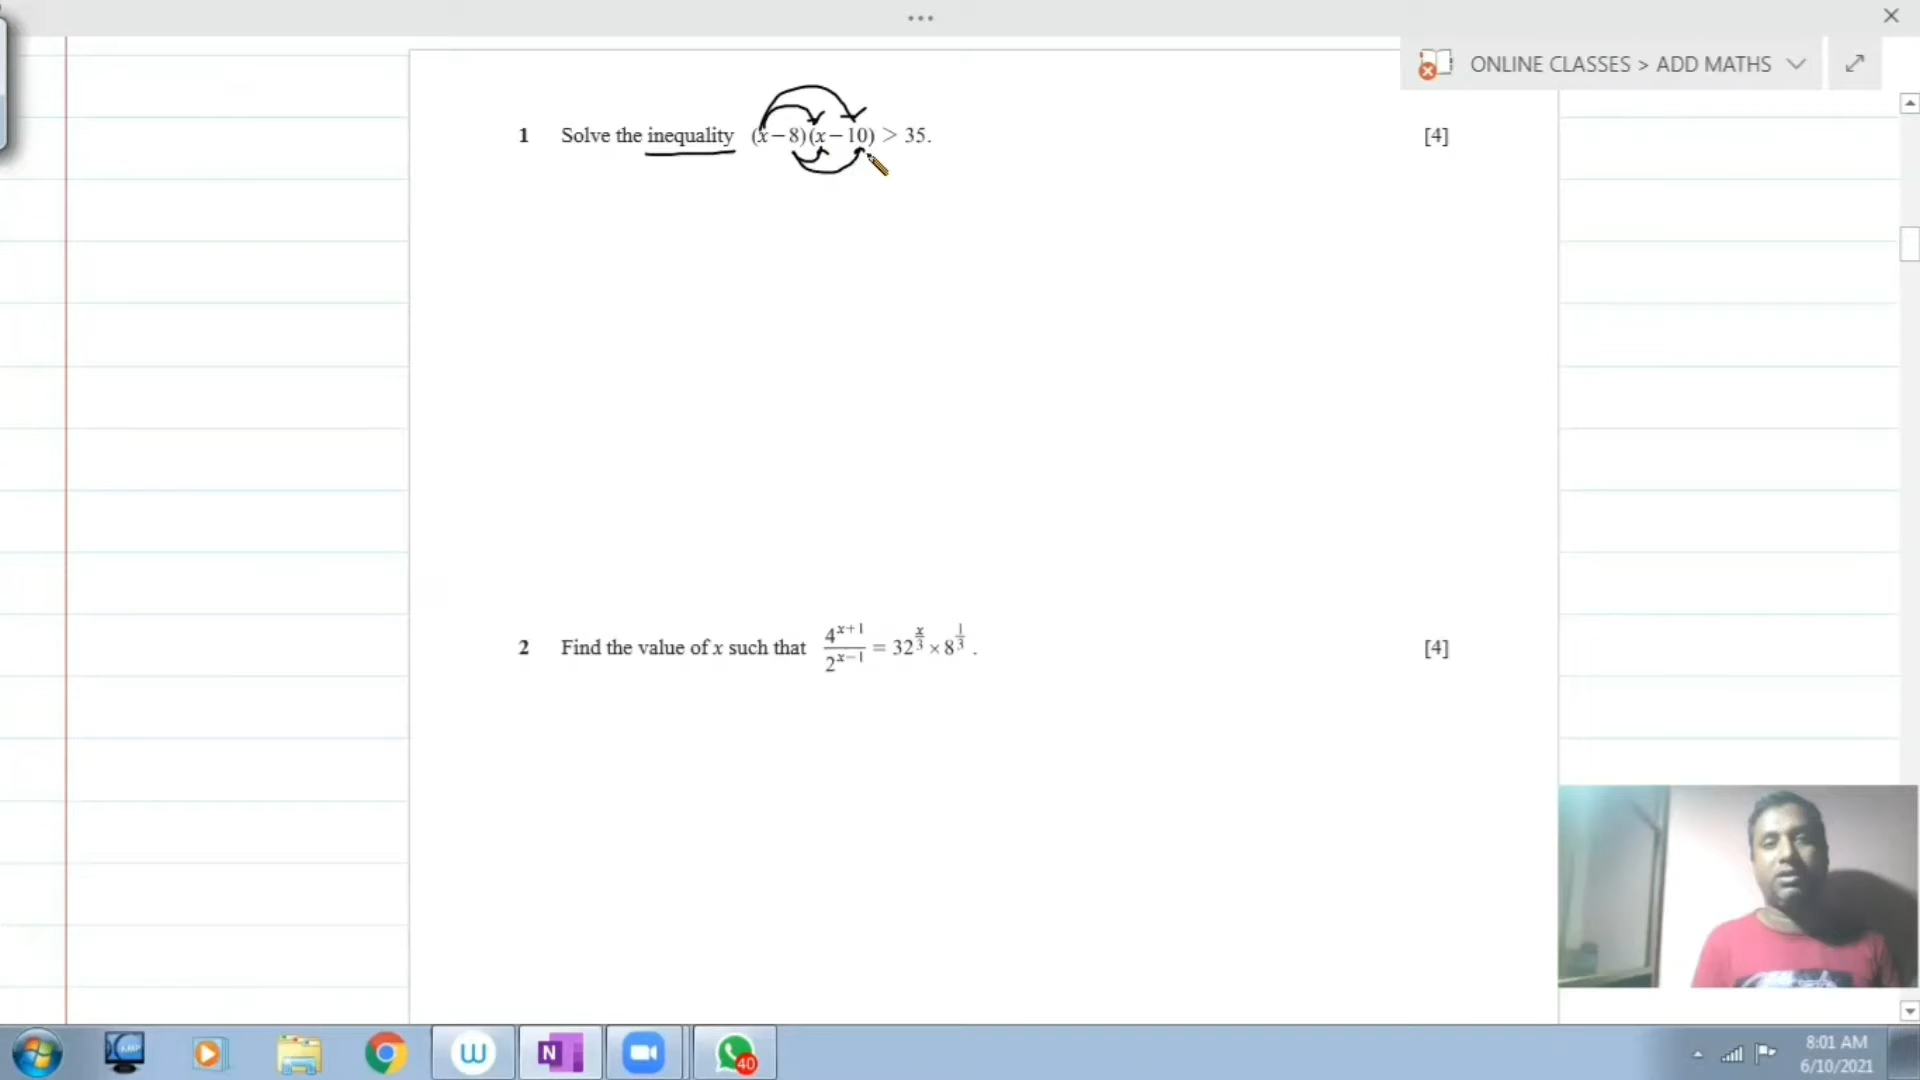 ONLINE CLASSES > ADD MATHS
1 Solve the inequality (x−8)(x−10) > 35. [4]
2 Find the value of x such that 4^{x+1}/2^{x−1} = 32^{x/3} × 8^{1/3}. [4]
W
N
40
8:01 AM
6/10/2021